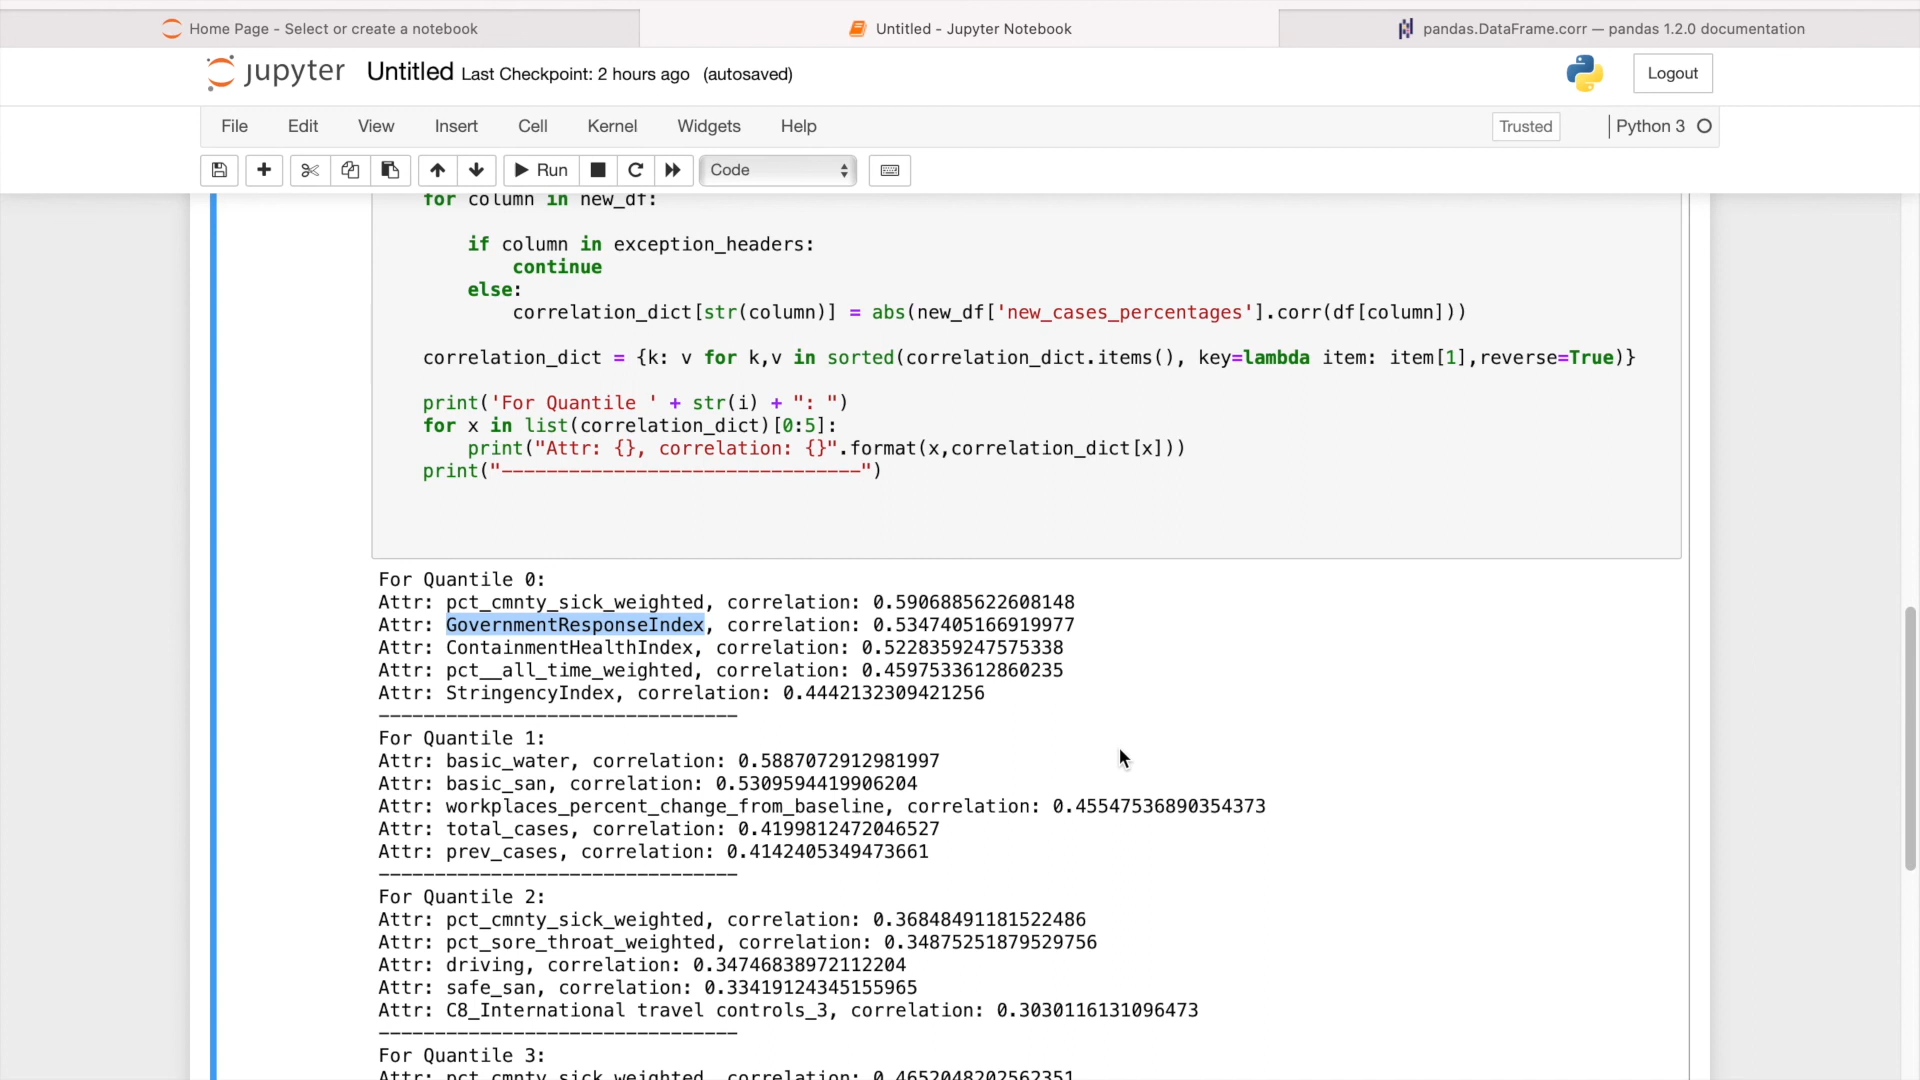 Home Page - Select or create a notebook
Untitled - Jupyter Notebook
pandas.DataFrame.corr — pandas 1.2.0 documentation
jupyter Untitled Last Checkpoint: 2 hours ago (autosaved)
Logout
File Edit View Insert Cell Kernel Widgets Help
Trusted
Python 3
Run
Code
for column in new_df:
if column in exception_headers:
continue
else:
correlation_dict[str(column)] = abs(new_df['new_cases_percentages'].corr(df[column]))
correlation_dict = {k: v for k,v in sorted(correlation_dict.items(), key=lambda item: item[1],reverse=True)}
print('For Quantile ' + str(i) + ": ")
for x in list(correlation_dict)[0:5]:
print("Attr: {}, correlation: {}".format(x,correlation_dict[x]))
print("--------------------------------")
For Quantile 0:
Attr: pct_cmnty_sick_weighted, correlation: 0.5906885622608148
Attr: GovernmentResponseIndex, correlation: 0.5347405166919977
Attr: ContainmentHealthIndex, correlation: 0.5228359247575338
Attr: pct__all_time_weighted, correlation: 0.4597533612860235
Attr: StringencyIndex, correlation: 0.4442132309421256
--------------------------------
For Quantile 1:
Attr: basic_water, correlation: 0.5887072912981997
Attr: basic_san, correlation: 0.5309594419906204
Attr: workplaces_percent_change_from_baseline, correlation: 0.45547536890354373
Attr: total_cases, correlation: 0.4199812472046527
Attr: prev_cases, correlation: 0.4142405349473661
--------------------------------
For Quantile 2:
Attr: pct_cmnty_sick_weighted, correlation: 0.36848491181522486
Attr: pct_sore_throat_weighted, correlation: 0.34875251879529756
Attr: driving, correlation: 0.34746838972112204
Attr: safe_san, correlation: 0.33419124345155965
Attr: C8_International travel controls_3, correlation: 0.3030116131096473
--------------------------------
For Quantile 3:
Attr: pct_cmnty_sick_weighted, correlation: 0.4652048202562351